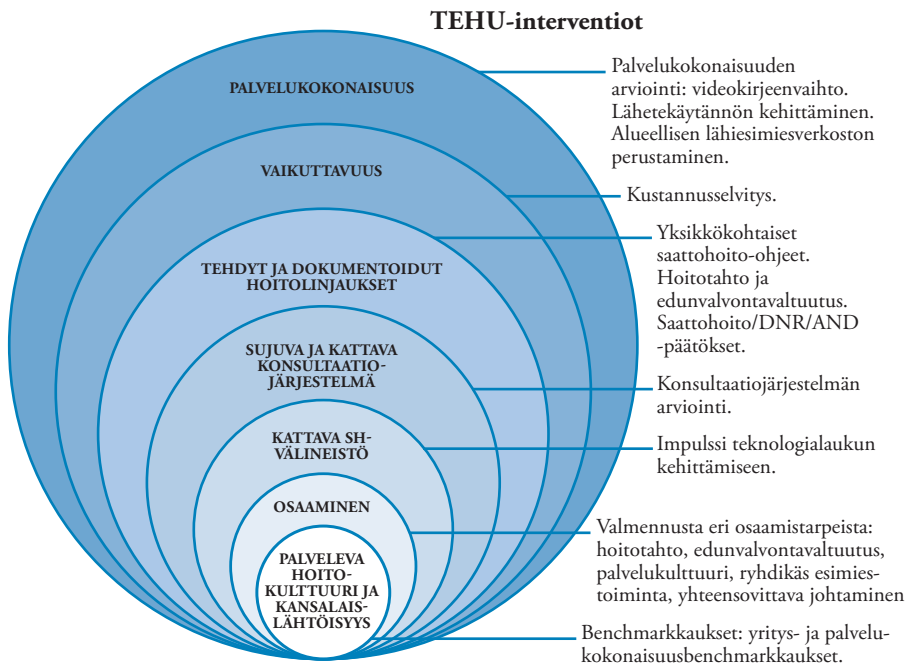 TEHU-interventiot
PALVELUKOKONAISUUS
Palvelukokonaisuuden
arviointi: videokirjeenvaihto.
Lähetekäytännön kehittäminen.
Alueellisen lähiesimiesverkoston
perustaminen.
VAIKUTTAVUUS
Kustannusselvitys.
TEHDYT JA DOKUMENTOIDUT
HOITOLINJAUKSET
Yksikkökohtaiset
saattohoito-ohjeet.
Hoitotahto ja
edunvalvontavaltuutus.
Saattohoito/DNR/AND
-päätökset.
SUJUVA JA KATTAVA
KONSULTAATIO-
JÄRJESTELMÄ
Konsultaatiojärjestelmän
arviointi.
KATTAVA SH-
VÄLINEISTÖ
Impulssi teknologialaukun
kehittämiseen.
OSAAMINEN
Valmennusta eri osaamistarpeista:
hoitotahto, edunvalvontavaltuutus,
palvelukulttuuri, ryhdikäs esimies-
toiminta, yhteensovittava johtaminen
PALVELEVA
HOITO-
KULTTUURI JA
KANSALAIS-
LÄHTÖISYYS
Benchmarkkaukset: yritys- ja palvelu-
kokonaisuusbenchmarkkaukset.